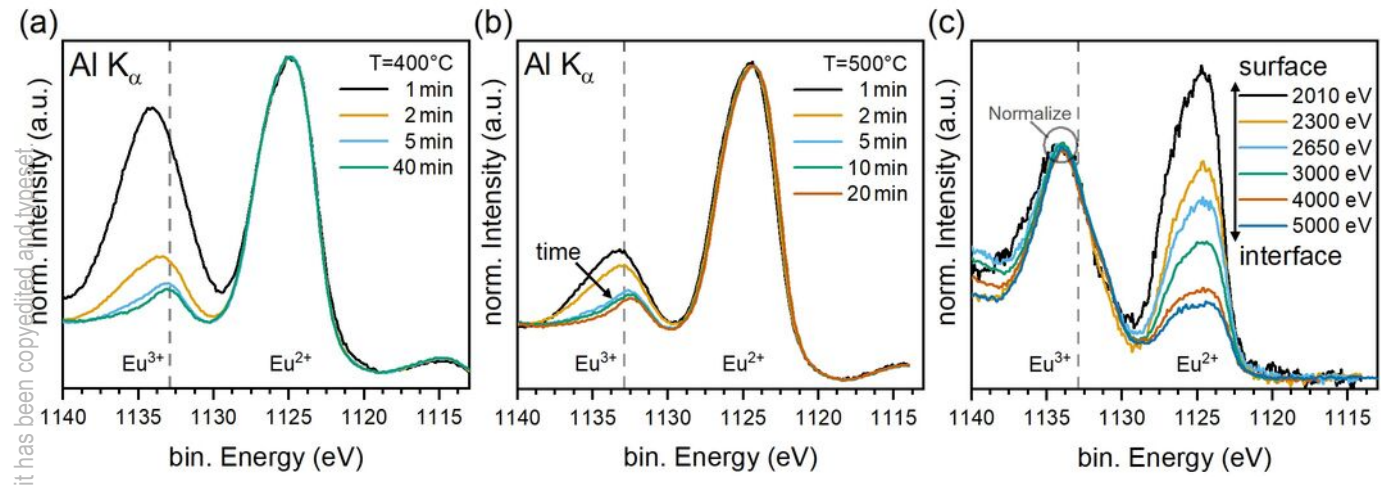 (a)
Al Kα
T=400°C
1 min
2 min
5 min
40 min
Eu3+
Eu2+
1140 1130 1120
bin. Energy (eV)
norm. Intensity (a.u.)
(b)
Al Kα
T=500°C
1 min
2 min
5 min
10 min
20 min
time
Eu3+
Eu2+
1140 1135 1130 1125 1120 1115
bin. Energy (eV)
norm. Intensity (a.u.)
(c)
surface
2010 eV
2300 eV
2650 eV
3000 eV
4000 eV
5000 eV
interface
Normalize
Eu3+
Eu2+
1140 1135 1130 1125 1120 1115
bin. Energy (eV)
norm. Intensity (a.u.)
it has been copyedited and typeset.